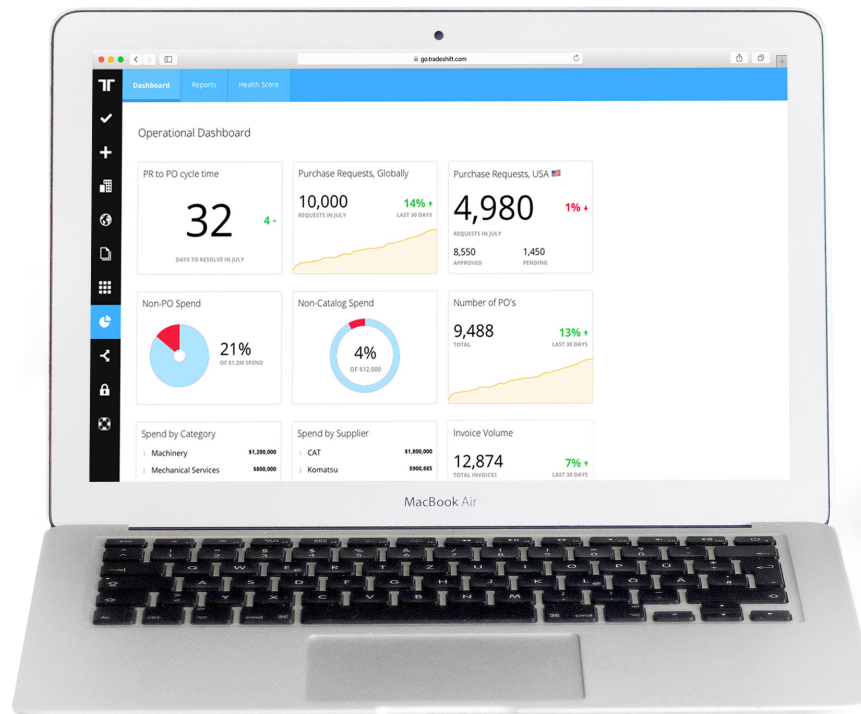 go.tradeshift.com
Dashboard Reports Health Score
Operational Dashboard
PR to PO cycle time
32
4 -
DAYS TO RESOLVE IN JULY
Purchase Requests, Globally
10,000
REQUESTS IN JULY
14%
LAST 30 DAYS
Purchase Requests, USA
4,980
1%
REQUESTS IN JULY
8,550 1,450
APPROVED PENDING
Non-PO Spend
21%
OF $1.2M SPEND
Non-Catalog Spend
4%
OF $12,000
Number of PO's
9,488
TOTAL
13%
LAST 30 DAYS
Spend by Category
1 Machinery $1,200,000
2 Mechanical Services $800,000
Spend by Supplier
1 CAT $1,800,000
2 Komatsu $900,885
Invoice Volume
12,874
TOTAL INVOICES
7%
LAST 30 DAYS
MacBook Air
Q W E R T Z U I O P Ü
A S D F G H J K L Ö Ä
Y X C V B N M
cmd cmd